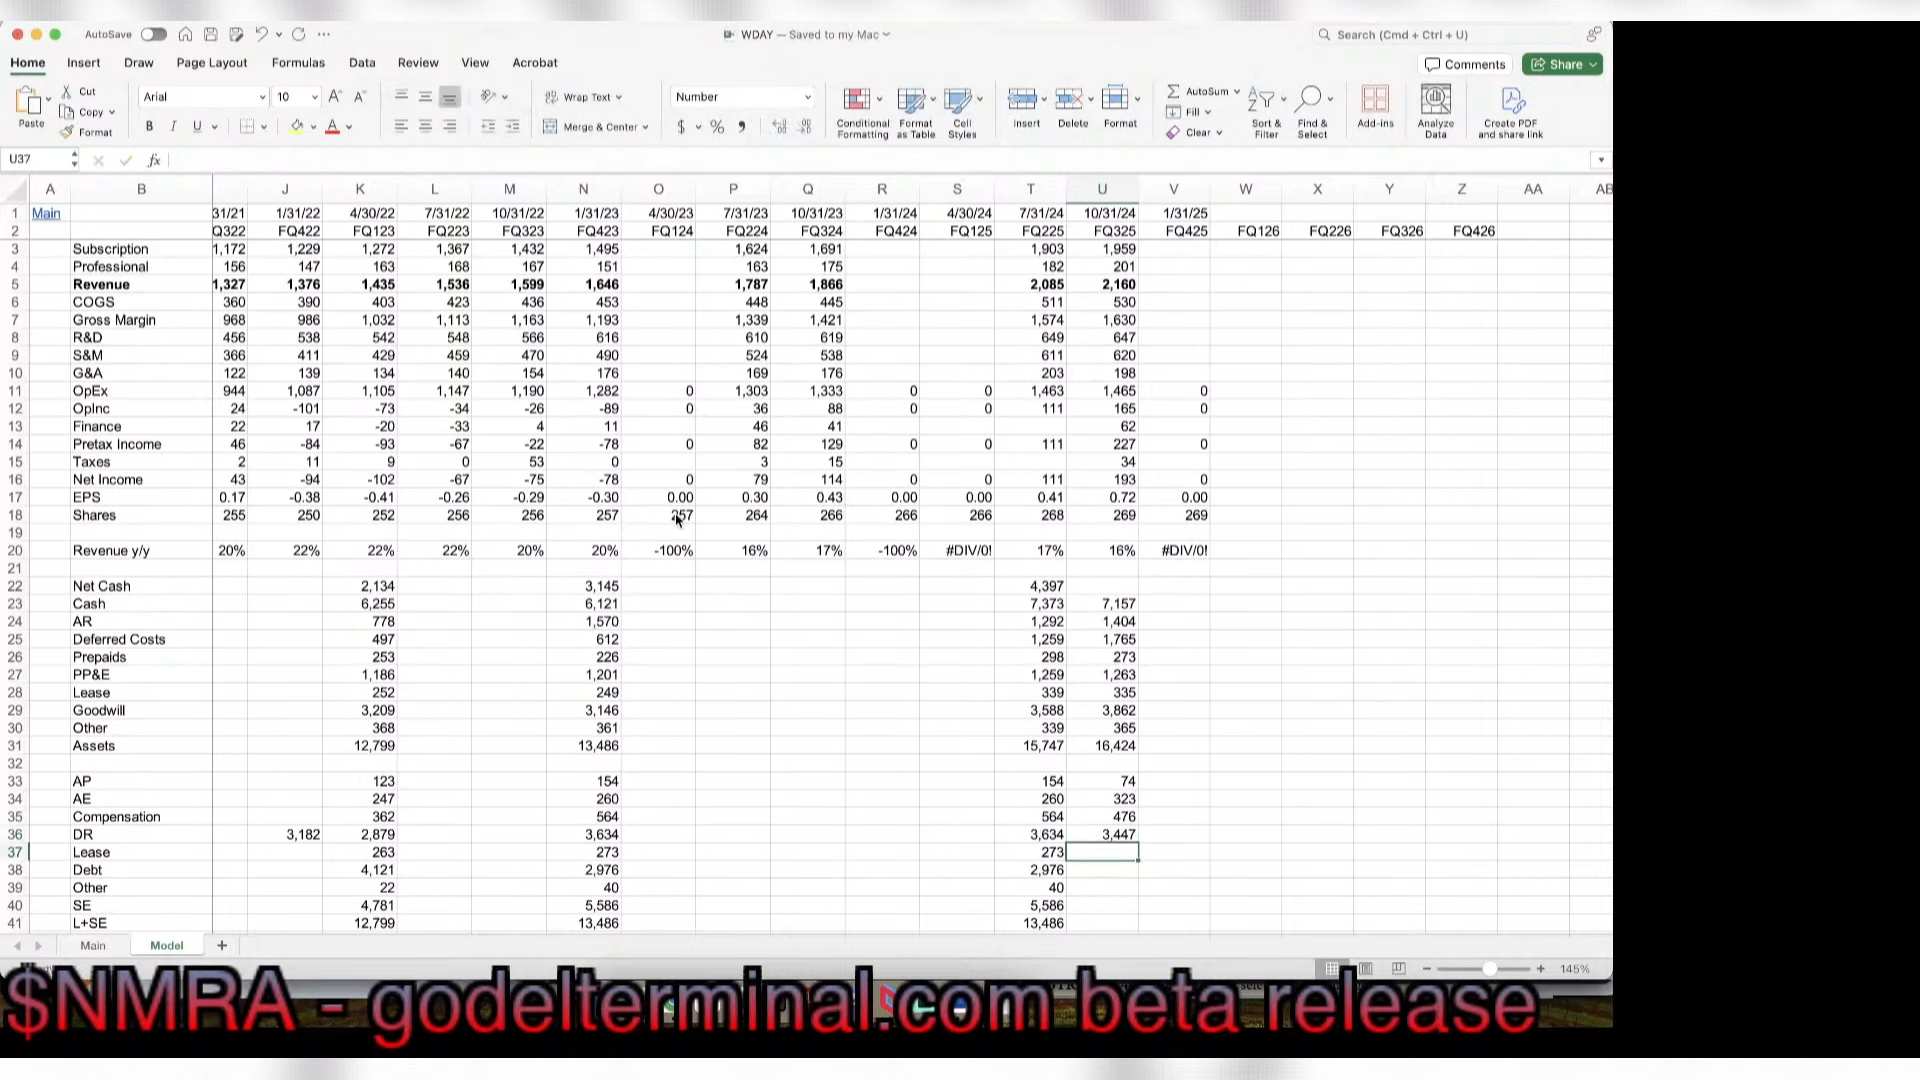 AutoSave
WDAY — Saved to my Mac
Search (Cmd + Ctrl + U)
Home Insert Draw Page Layout Formulas Data Review View Acrobat
Comments Share
Paste Cut Copy Format
Arial 10
B I U
Wrap Text
Merge & Center
Number
$ %
Conditional Formatting
Format as Table
Cell Styles
Insert Delete Format
AutoSum
Fill
Clear
Sort & Filter
Find & Select
Add-ins
Analyze Data
Create PDF and share link
U37 fx
A B J K L M N O P Q R S T U V W X Y Z AA AB
1 Main 31/21 1/31/22 4/30/22 7/31/22 10/31/22 1/31/23 4/30/23 7/31/23 10/31/23 1/31/24 4/30/24 7/31/24 10/31/24 1/31/25
2 Q322 FQ422 FQ123 FQ223 FQ323 FQ423 FQ124 FQ224 FQ324 FQ424 FQ125 FQ225 FQ325 FQ425 FQ126 FQ226 FQ326 FQ426
3 Subscription 1,172 1,229 1,272 1,367 1,432 1,495 1,624 1,691 1,903 1,959
4 Professional 156 147 163 168 167 151 163 175 182 201
5 Revenue 1,327 1,376 1,435 1,536 1,599 1,646 1,787 1,866 2,085 2,160
6 COGS 360 390 403 423 436 453 448 445 511 530
7 Gross Margin 968 986 1,032 1,113 1,163 1,193 1,339 1,421 1,574 1,630
8 R&D 456 538 542 548 566 616 610 619 649 647
9 S&M 366 411 429 459 470 490 524 538 611 620
10 G&A 122 139 134 140 154 176 169 176 203 198
11 OpEx 944 1,087 1,105 1,147 1,190 1,282 0 1,303 1,333 0 0 1,463 1,465 0
12 OpInc 24 -101 -73 -34 -26 -89 0 36 88 0 0 111 165 0
13 Finance 22 17 -20 -33 4 11 46 41 62
14 Pretax Income 46 -84 -93 -67 -22 -78 0 82 129 0 0 111 227 0
15 Taxes 2 11 9 0 53 0 3 15 34
16 Net Income 43 -94 -102 -67 -75 -78 0 79 114 0 0 111 193 0
17 EPS 0.17 -0.38 -0.41 -0.26 -0.29 -0.30 0.00 0.30 0.43 0.00 0.00 0.41 0.72 0.00
18 Shares 255 250 252 256 256 257 257 264 266 266 266 268 269 269
19
20 Revenue y/y 20% 22% 22% 22% 20% 20% -100% 16% 17% -100% #DIV/0! 17% 16% #DIV/0!
21
22 Net Cash 2,134 3,145 4,397
23 Cash 6,255 6,121 7,373 7,157
24 AR 778 1,570 1,292 1,404
25 Deferred Costs 497 612 1,259 1,765
26 Prepaids 253 226 298 273
27 PP&E 1,186 1,201 1,259 1,263
28 Lease 252 249 339 335
29 Goodwill 3,209 3,146 3,588 3,862
30 Other 368 361 339 365
31 Assets 12,799 13,486 15,747 16,424
32
33 AP 123 154 154 74
34 AE 247 260 260 323
35 Compensation 362 564 564 476
36 DR 3,182 2,879 3,634 3,634 3,447
37 Lease 263 273 273
38 Debt 4,121 2,976 2,976
39 Other 22 40 40
40 SE 4,781 5,586 5,586
41 L+SE 12,799 13,486 13,486
Main Model +
145%
$NMRA - godelterminal.com beta release